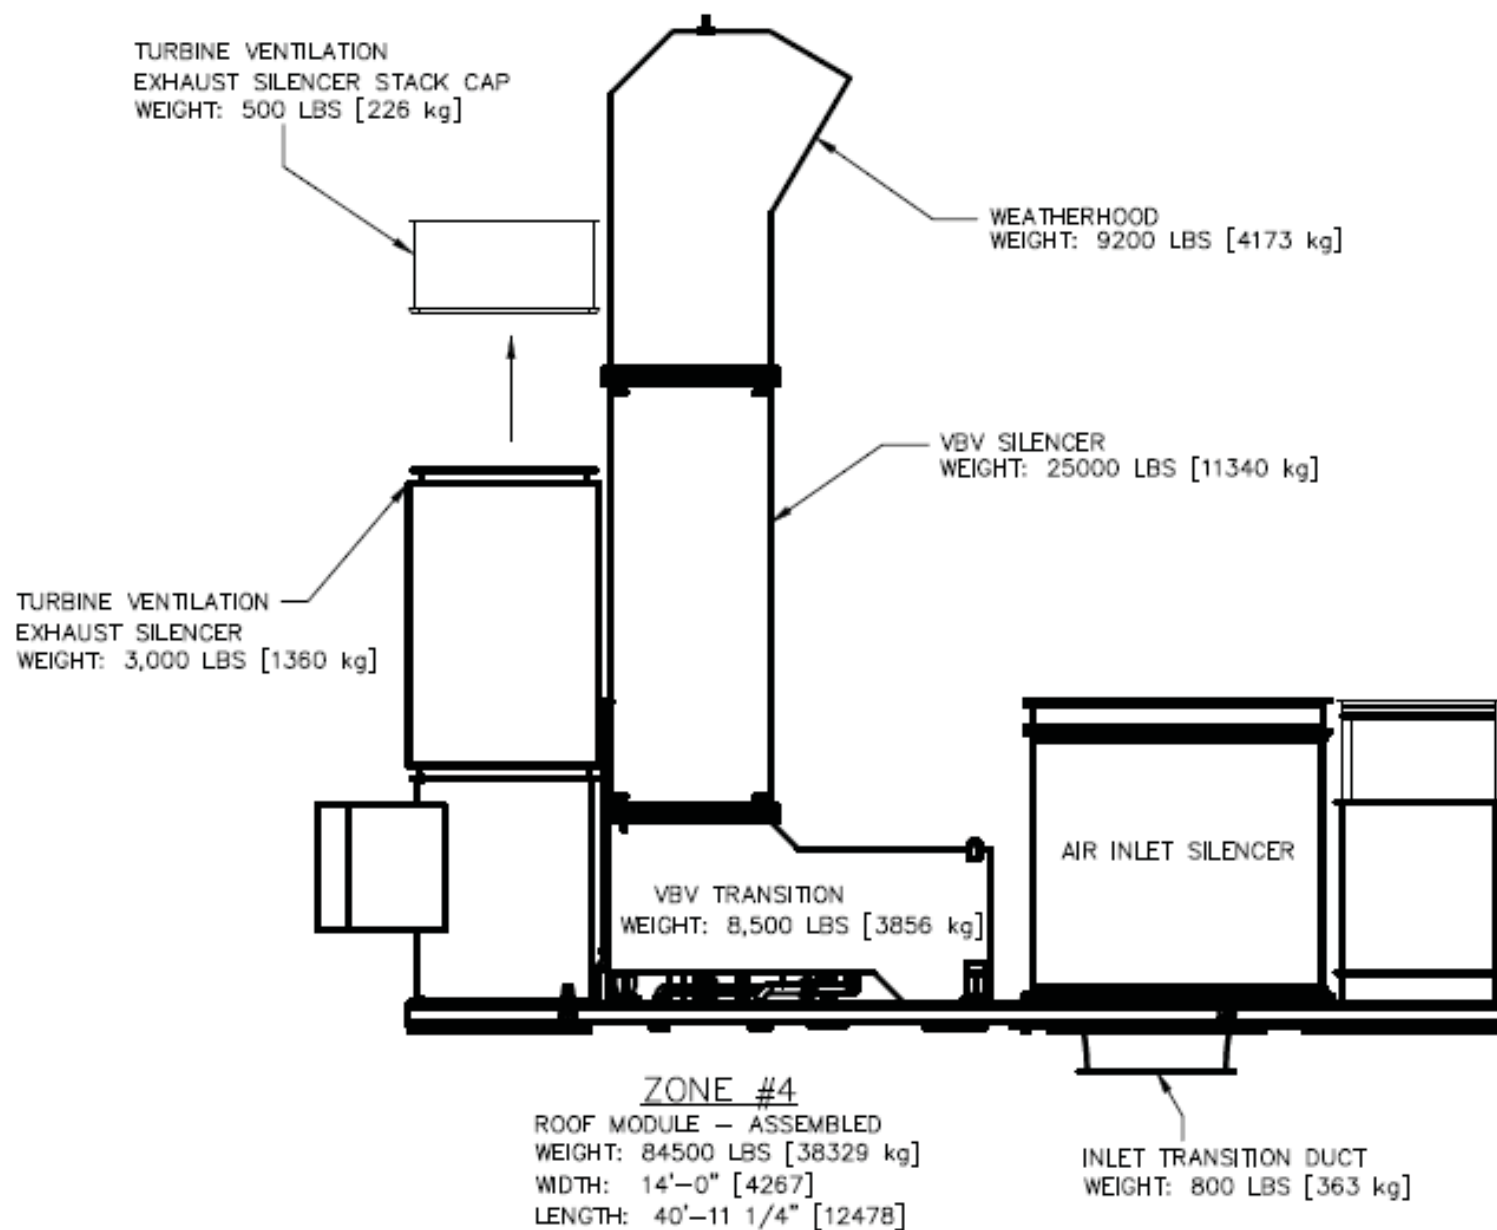 TURBINE VENTILATION
EXHAUST SILENCER STACK CAP
WEIGHT: 500 LBS [226 kg]
WEATHERHOOD
WEIGHT: 9200 LBS [4173 kg]
VBV SILENCER
WEIGHT: 25000 LBS [11340 kg]
TURBINE VENTILATION
EXHAUST SILENCER
WEIGHT: 3,000 LBS [1360 kg]
AIR INLET SILENCER
VBV TRANSITION
WEIGHT: 8,500 LBS [3856 kg]
ZONE #4
ROOF MODULE – ASSEMBLED
WEIGHT: 84500 LBS [38329 kg]
WIDTH: 14'–0" [4267]
LENGTH: 40'–11 1/4" [12478]
INLET TRANSITION DUCT
WEIGHT: 800 LBS [363 kg]